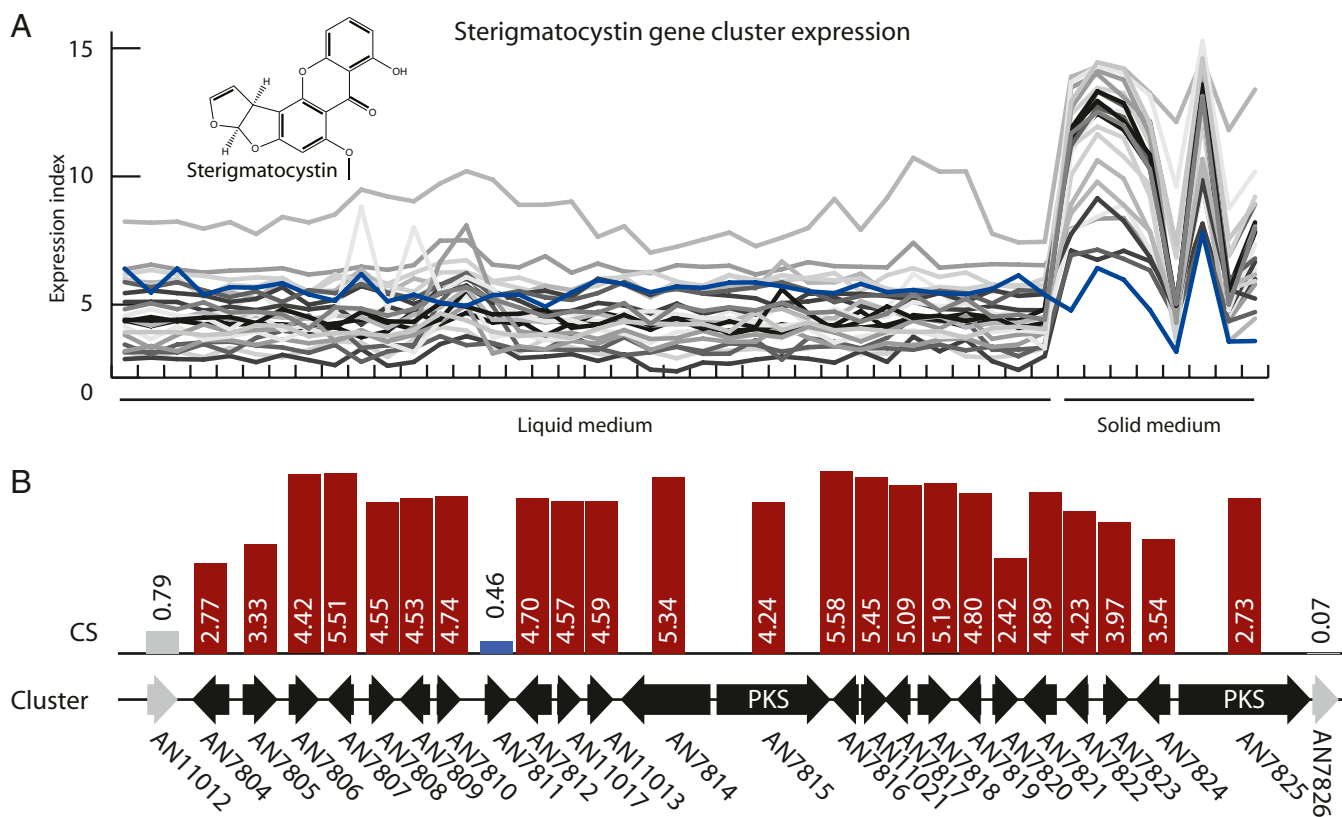 A
Sterigmatocystin gene cluster expression
15
10
5
0
Expression index
H
O
OH
O
O
H
O
O
Sterigmatocystin
Liquid medium
Solid medium
B
CS
0.79
2.77
3.33
4.42
5.51
4.55
4.53
4.74
0.46
4.70
4.57
4.59
5.34
4.24
5.58
5.45
5.09
5.19
4.80
2.42
4.89
4.23
3.97
3.54
2.73
0.07
Cluster
PKS
PKS
AN11012
AN7804
AN7805
AN7806
AN7807
AN7808
AN7809
AN7810
AN7811
AN7812
AN11017
AN11013
AN7814
AN7815
AN7816
AN11021
AN7817
AN7818
AN7819
AN7820
AN7821
AN7822
AN7823
AN7824
AN7825
AN7826